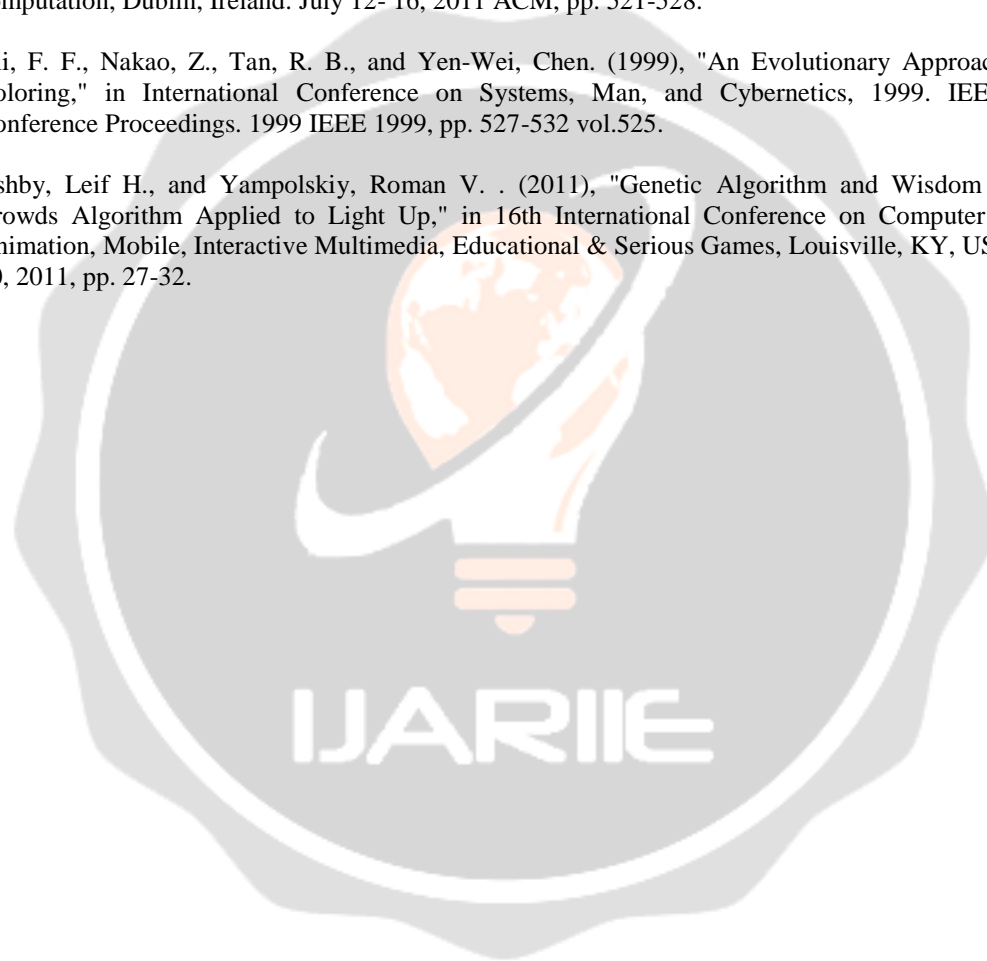 omputation, Dublin, Ireland. July 12- 16, 2011 ACM, pp. 521-528.
i, F. F., Nakao, Z., Tan, R. B., and Yen-Wei, Chen. (1999), "An Evolutionary Approac
oloring," in International Conference on Systems, Man, and Cybernetics, 1999. IEE
onference Proceedings. 1999 IEEE 1999, pp. 527-532 vol.525.
shby, Leif H., and Yampolskiy, Roman V. . (2011), "Genetic Algorithm and Wisdom
rowds Algorithm Applied to Light Up," in 16th International Conference on Computer
nimation, Mobile, Interactive Multimedia, Educational & Serious Games, Louisville, KY, US
), 2011, pp. 27-32.
IJARIIE